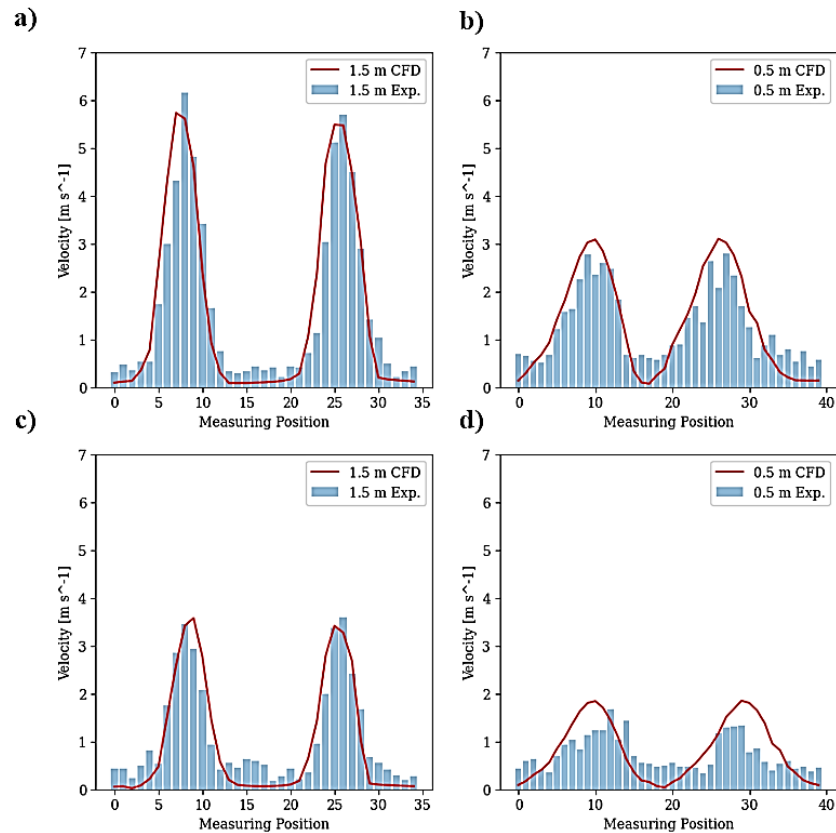 a)
7
6
5
4
3
2
1
0
Velocity [m s^-1]
1.5 m CFD
1.5 m Exp.
0 5 10 15 20 25 30 35
Measuring Position
b)
7
6
5
4
3
2
1
0
Velocity [m s^-1]
0.5 m CFD
0.5 m Exp.
0 10 20 30 40
Measuring Position
c)
7
6
5
4
3
2
1
0
Velocity [m s^-1]
1.5 m CFD
1.5 m Exp.
0 5 10 15 20 25 30 35
Measuring Position
d)
7
6
5
4
3
2
1
0
Velocity [m s^-1]
0.5 m CFD
0.5 m Exp.
0 10 20 30 40
Measuring Position